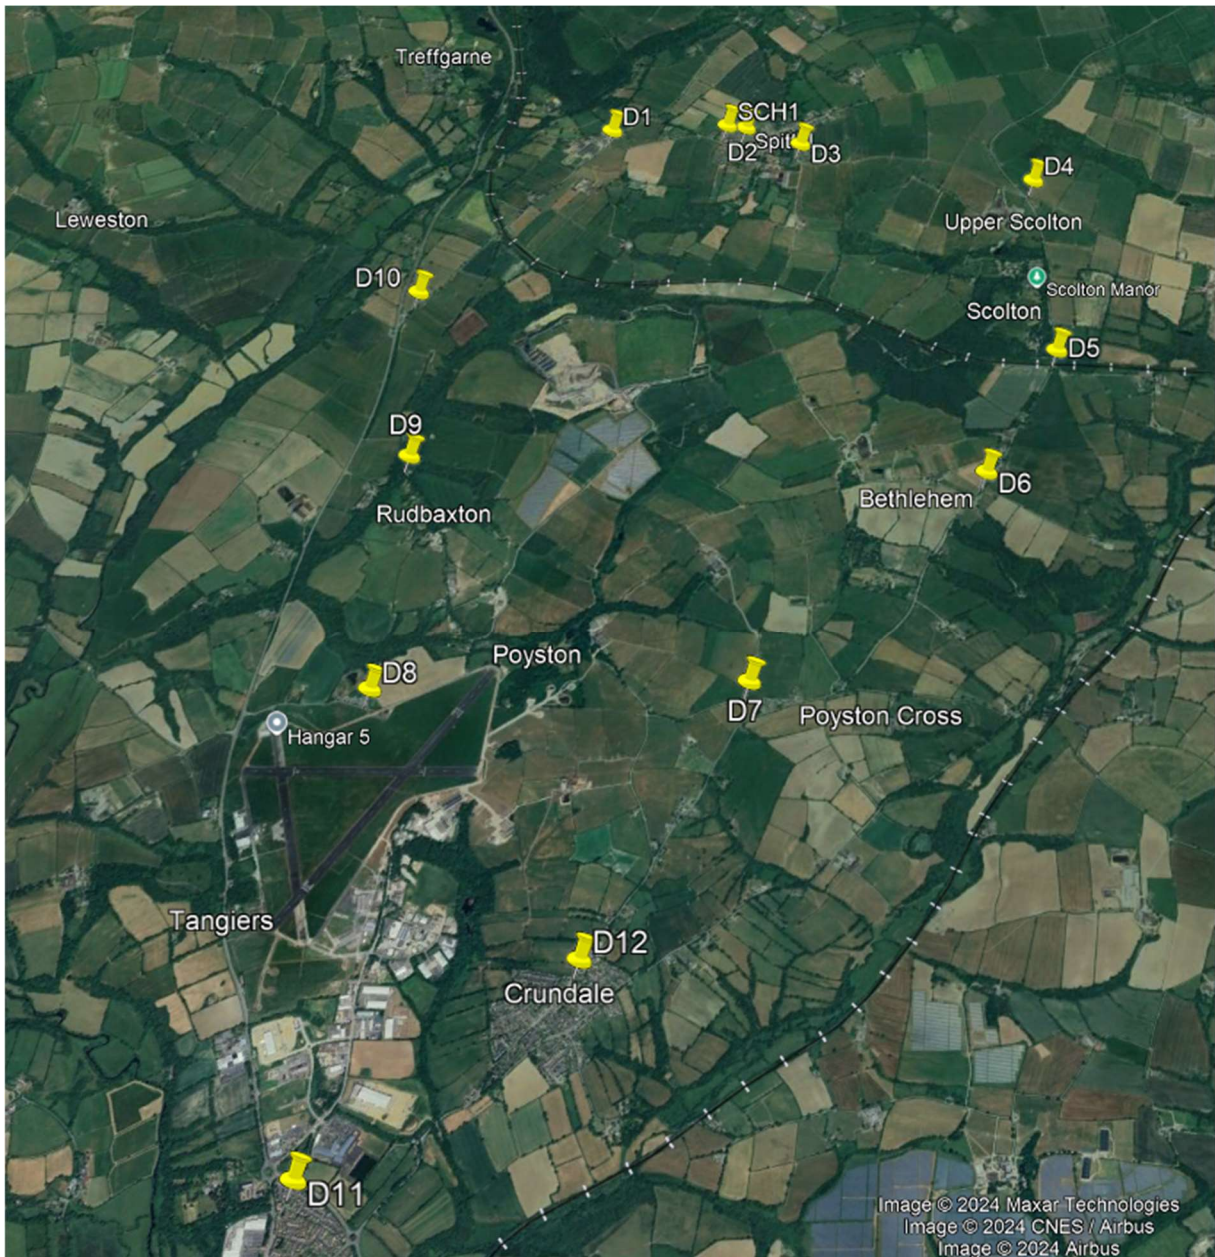 Treffgarne
D1
SCH1
D2
Spitt
D3
D4
Leweston
Upper Scolton
D10
Scolton Manor
Scolton
D5
D9
D6
Bethlehem
Rudbaxton
Poyston
D8
D7
Poyston Cross
Hangar 5
Tangiers
D12
Crundale
D11
Image © 2024 Maxar Technologies
Image © 2024 CNES / Airbus
Image © 2024 Airbus